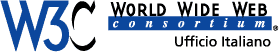 W3C WORLD WIDE WEB
consortium®
Ufficio Italiano